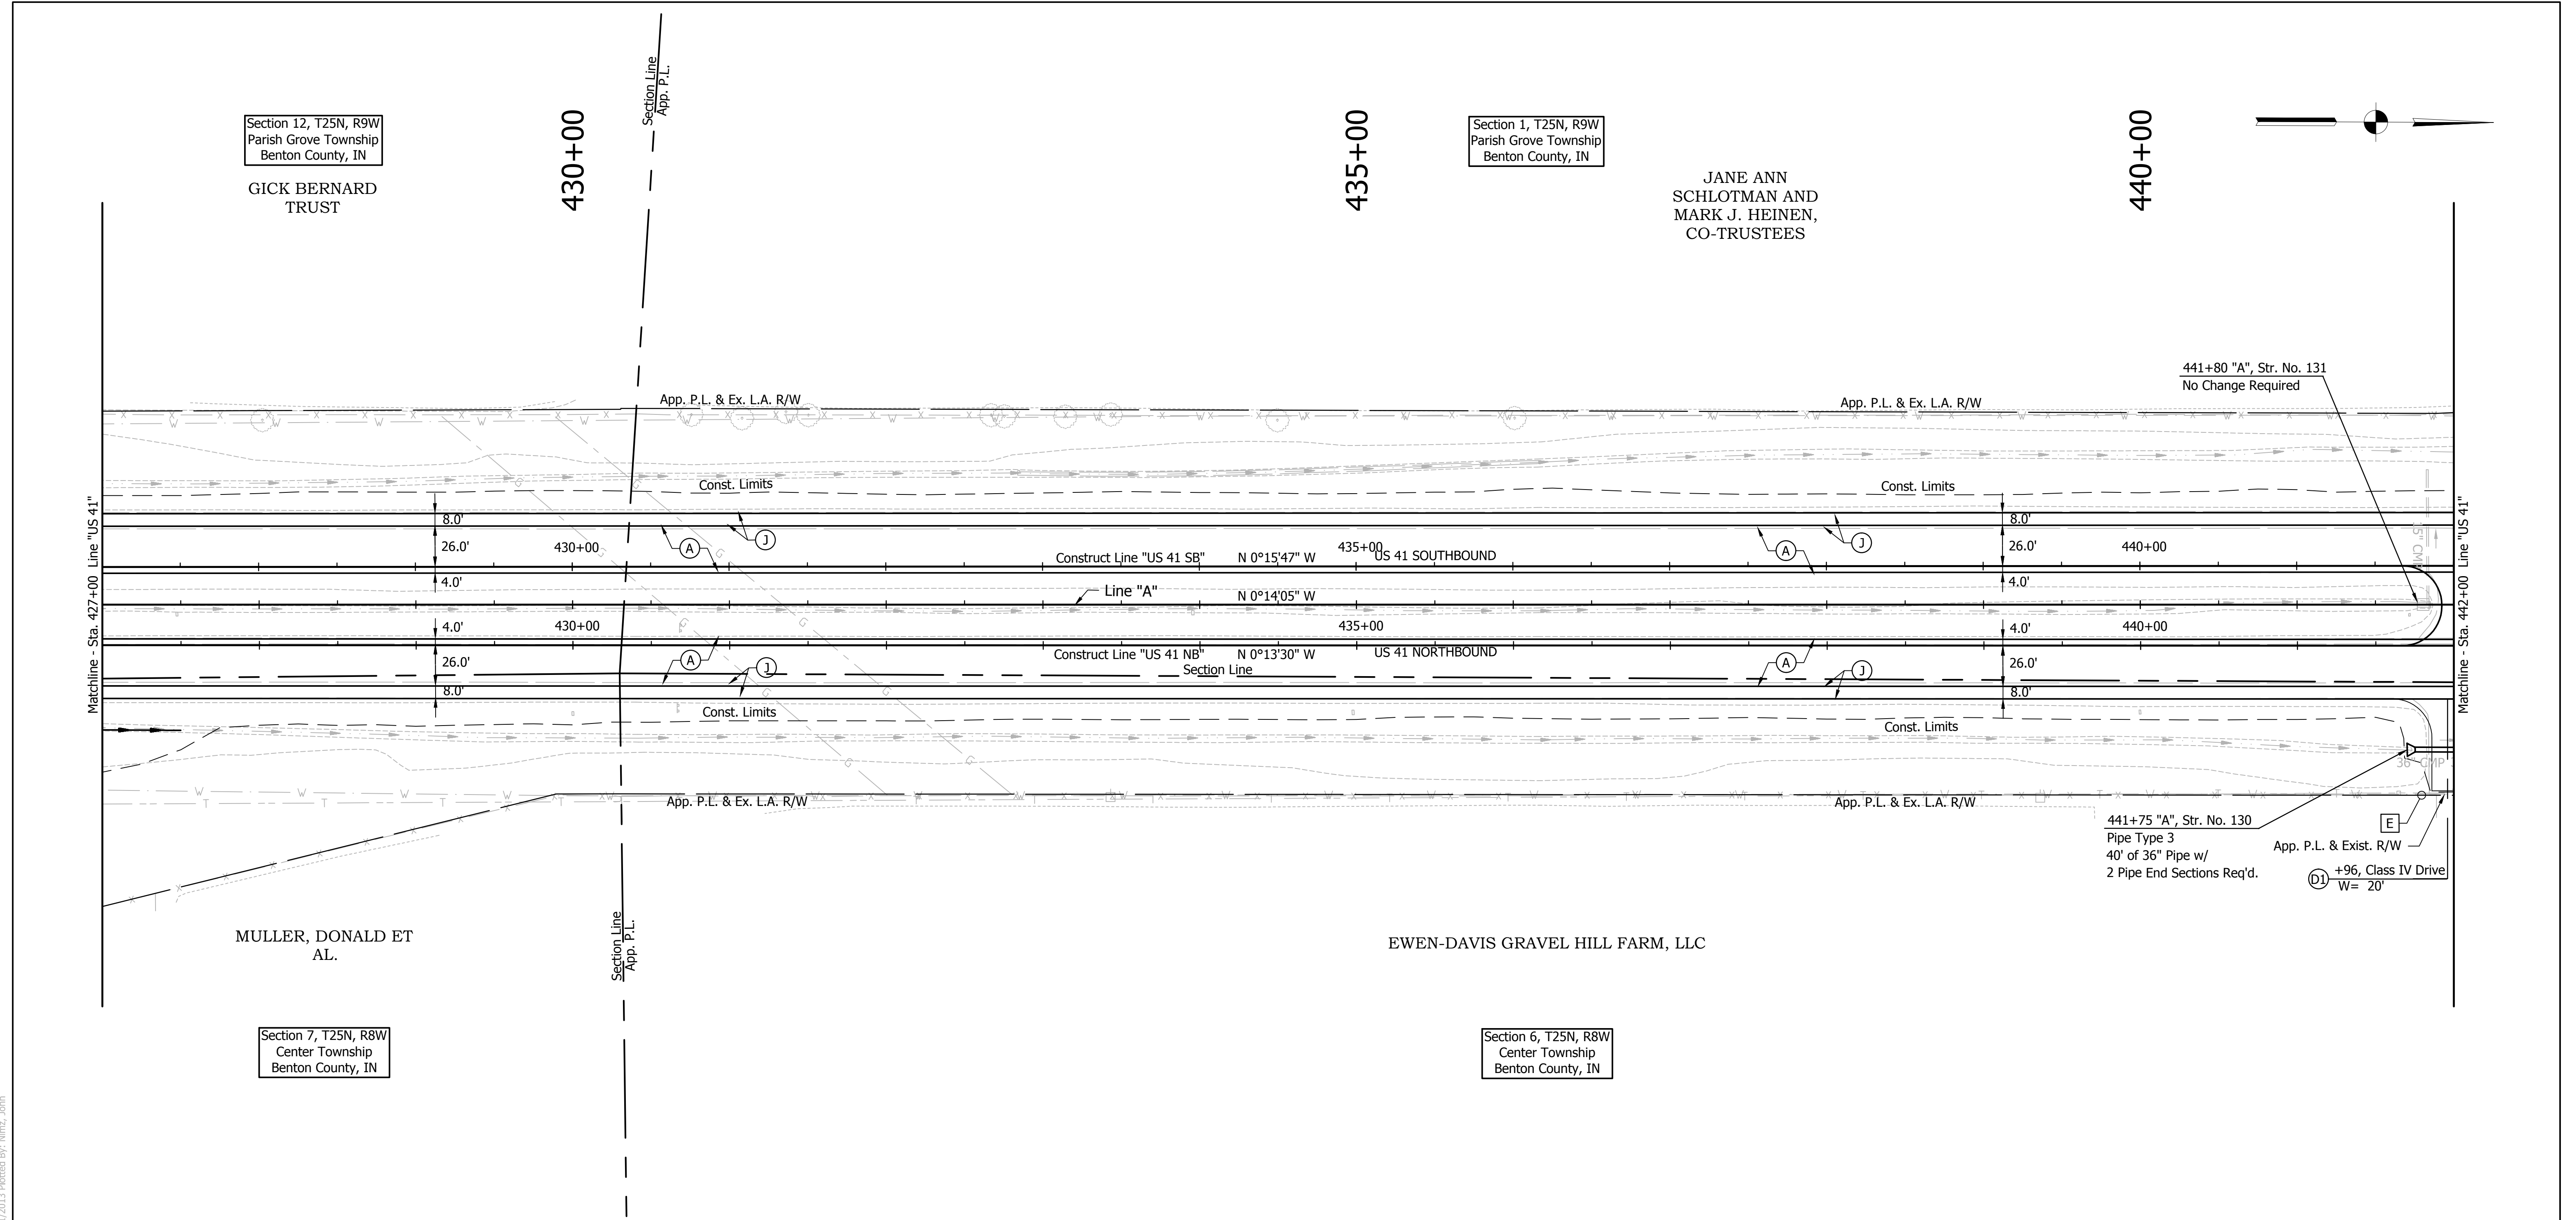 Section Line
App. P.L.
Section 12, T25N, R9W
Parish Grove Township
Benton County, IN
GICK BERNARD
TRUST
430+00
435+00
Section 1, T25N, R9W
Parish Grove Township
Benton County, IN
JANE ANN
SCHLOTMAN AND
MARK J. HEINEN,
CO-TRUSTEES
440+00
441+80 "A", Str. No. 131
No Change Required
App. P.L. & Ex. L.A. R/W
App. P.L. & Ex. L.A. R/W
Const. Limits
Const. Limits
Matchline - Sta. 427+00 Line "US 41"
8.0'
26.0'
4.0'
430+00
A
J
Construct Line "US 41 SB"
N 0°15'47" W
435+00
US 41 SOUTHBOUND
A
J
8.0'
26.0'
4.0'
440+00
Line "A"
N 0°14'05" W
4.0'
26.0'
8.0'
430+00
A
J
Construct Line "US 41 NB"
N 0°13'30" W
Section Line
435+00
US 41 NORTHBOUND
A
J
4.0'
26.0'
8.0'
440+00
Matchline - Sta. 442+00 Line "US 41"
Const. Limits
Const. Limits
36" CMP
App. P.L. & Ex. L.A. R/W
App. P.L. & Ex. L.A. R/W
441+75 "A", Str. No. 130
Pipe Type 3
40' of 36" Pipe w/
2 Pipe End Sections Req'd.
E
App. P.L. & Exist. R/W
D1
+96, Class IV Drive
W= 20'
Section Line
App. P.L.
MULLER, DONALD ET
AL.
EWEN-DAVIS GRAVEL HILL FARM, LLC
Section 7, T25N, R8W
Center Township
Benton County, IN
Section 6, T25N, R8W
Center Township
Benton County, IN
/2013 Plotted By: Nimz, John